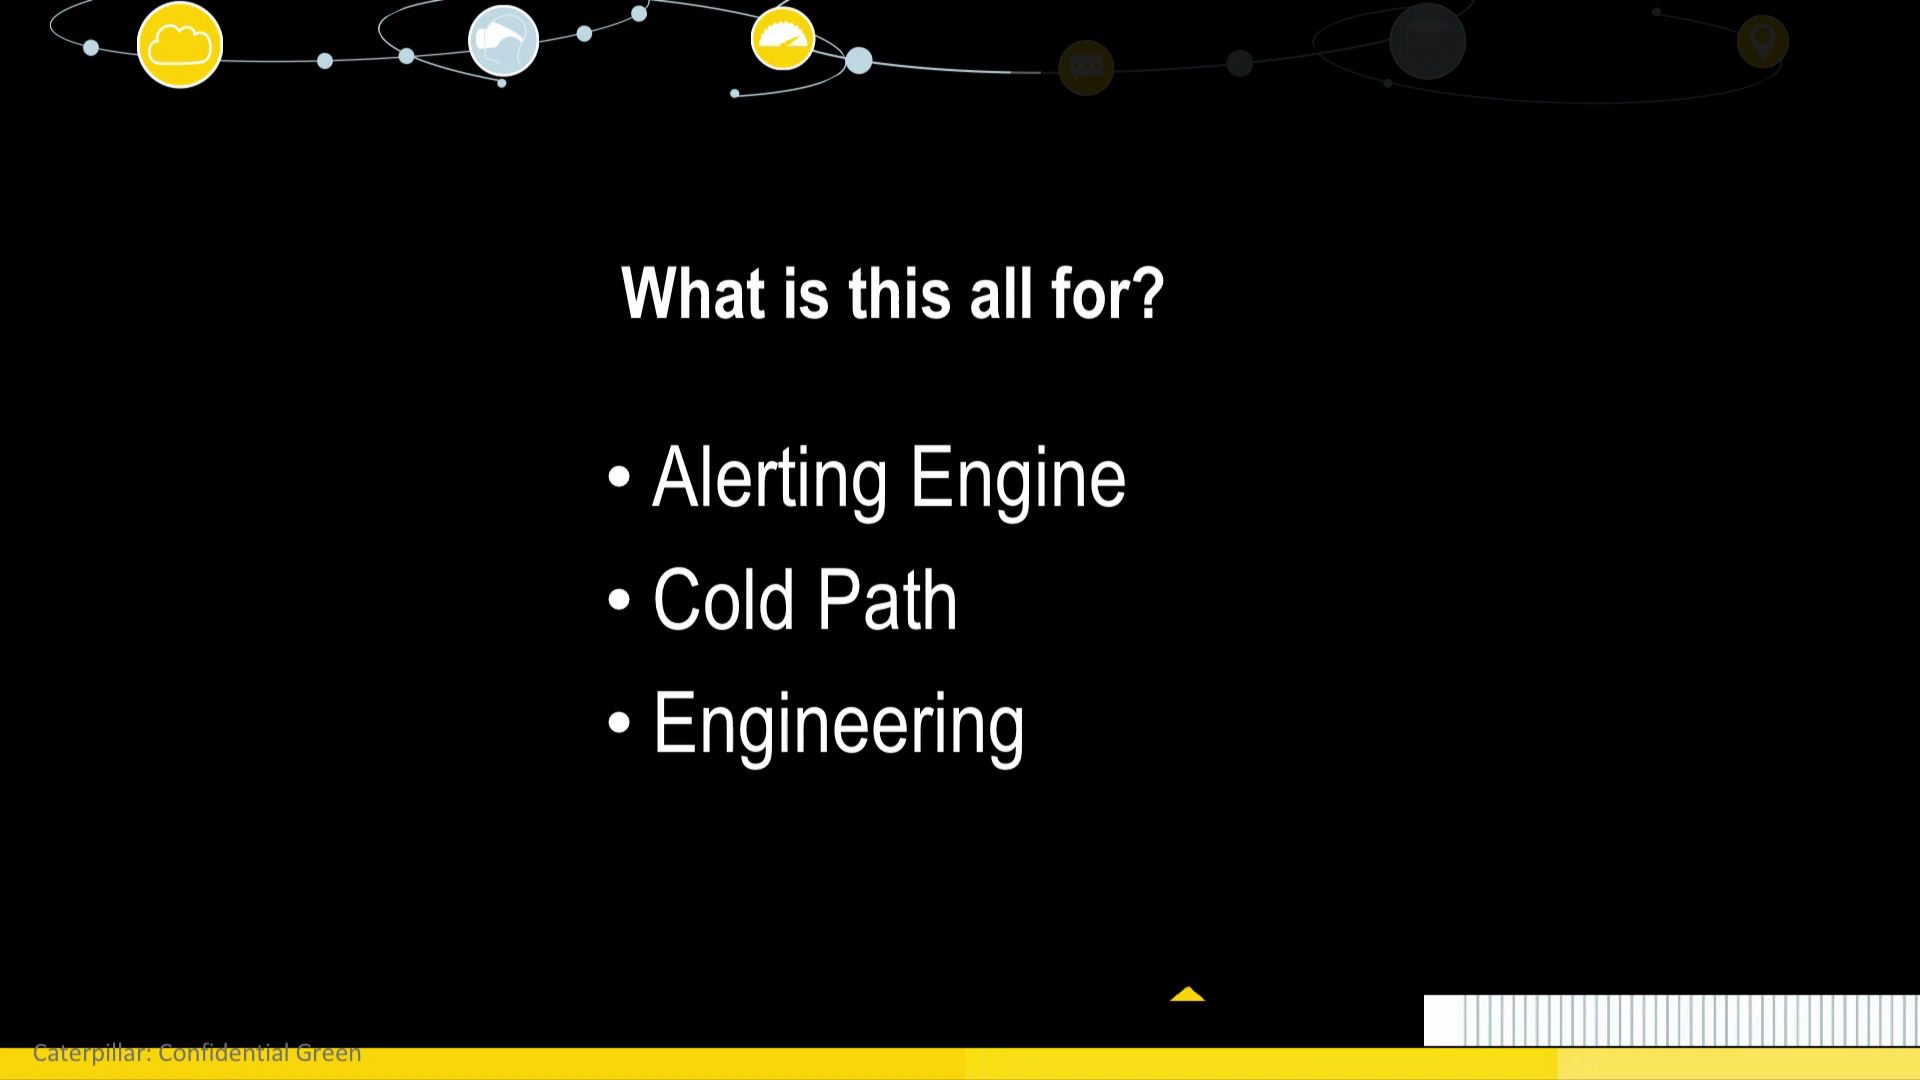 What is this all for?
• Alerting Engine
• Cold Path
• Engineering
Caterpillar: Confidential Green